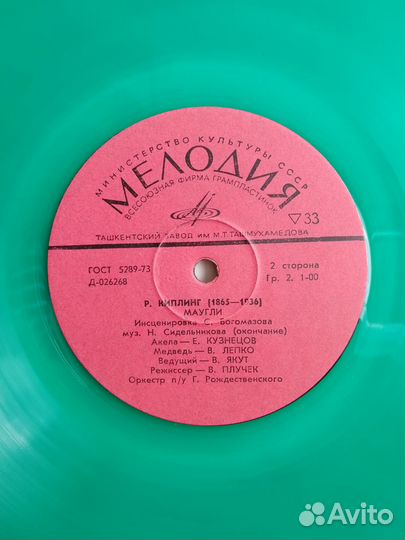 МИНИСТЕРСТВО КУЛЬТУРЫ СССР
МЕЛОДИЯ
ВСЕСОЮЗНАЯ ФИРМА ГРАМПЛАСТИНОК
33
ТАШКЕНТСКИЙ ЗАВОД ИМ М.Т ТАШМУХАМЕДОВА
ГОСТ 5289-73
2 сторона
Д-026268
Гр. 2. 1-00
Р. КИПЛИНГ [1865—1936]
МАУГЛИ
Инсценировка С. Богомазова
муз. Н. Сидельникова (окончание)
Акела — Е. КУЗНЕЦОВ
Медведь — В. ЛЕПКО
Ведущий — В. ЯКУТ
Режиссер — В. ПЛУЧЕК
Оркестр п/у Г. Рождественского
Avito